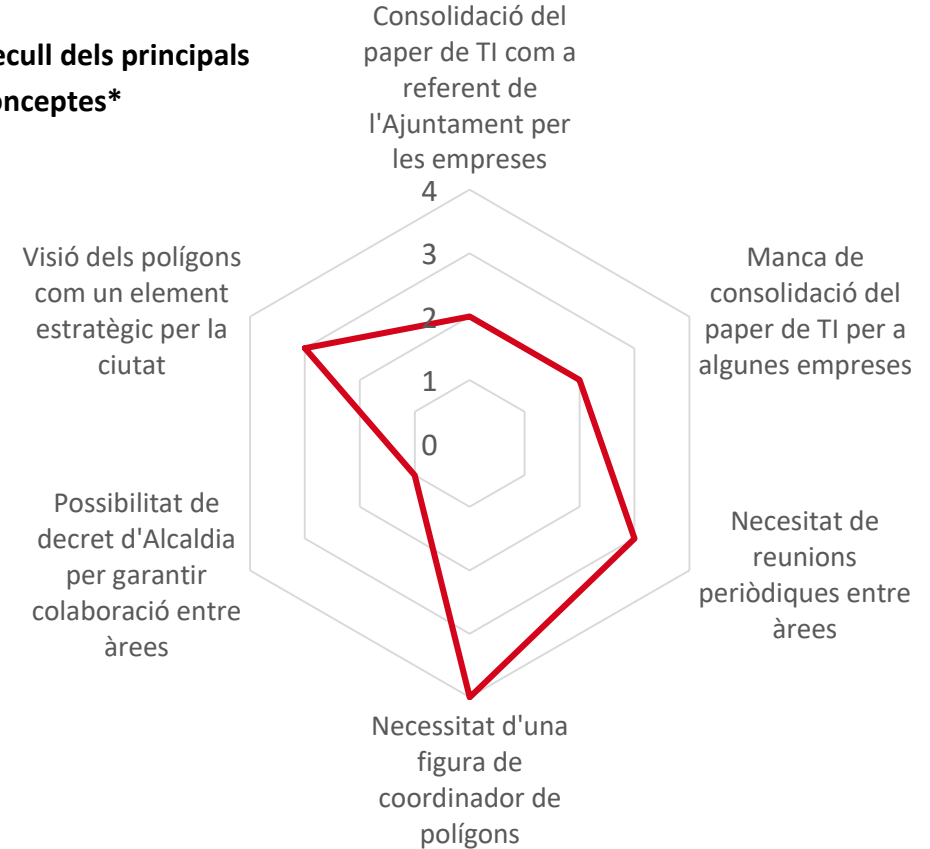 ecull dels principals
onceptes*
Consolidació del
paper de TI com a
referent de
l'Ajuntament per
les empreses
4
3
2
1
0
Visió dels polígons
com un element
estratègic per la
ciutat
Manca de
consolidació del
paper de TI per a
algunes empreses
Possibilitat de
decret d'Alcaldia
per garantir
colaboració entre
àrees
Necesitat de
reunions
periòdiques entre
àrees
Necessitat d'una
figura de
coordinador de
polígons